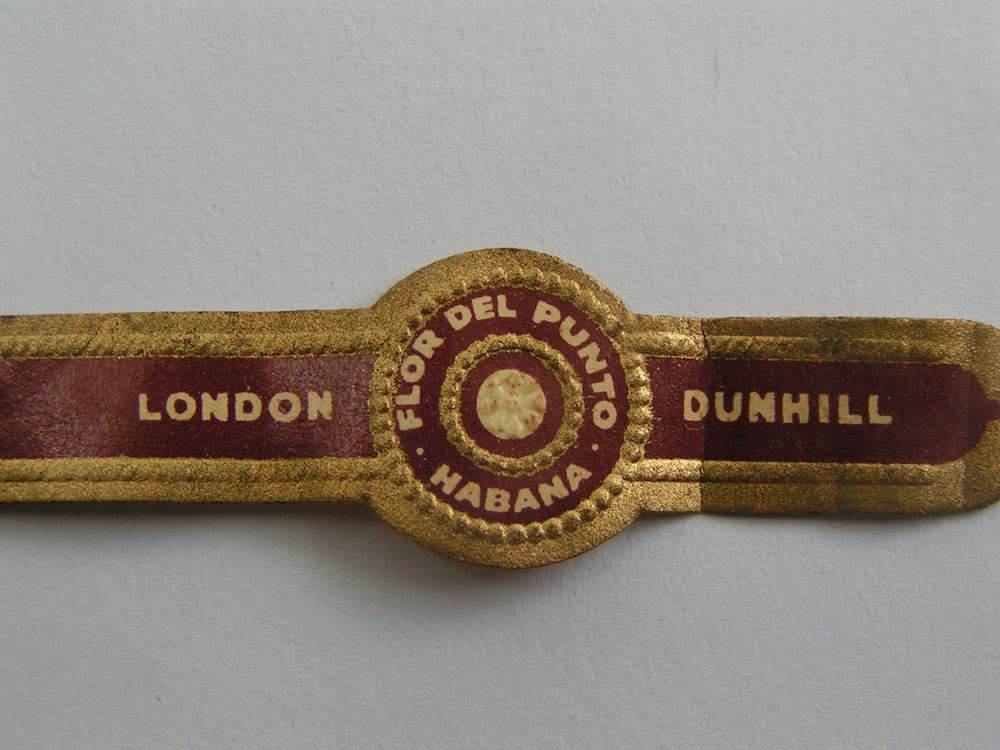 LONDON
FLOR DEL PUNTO
· HABANA ·
DUNHILL